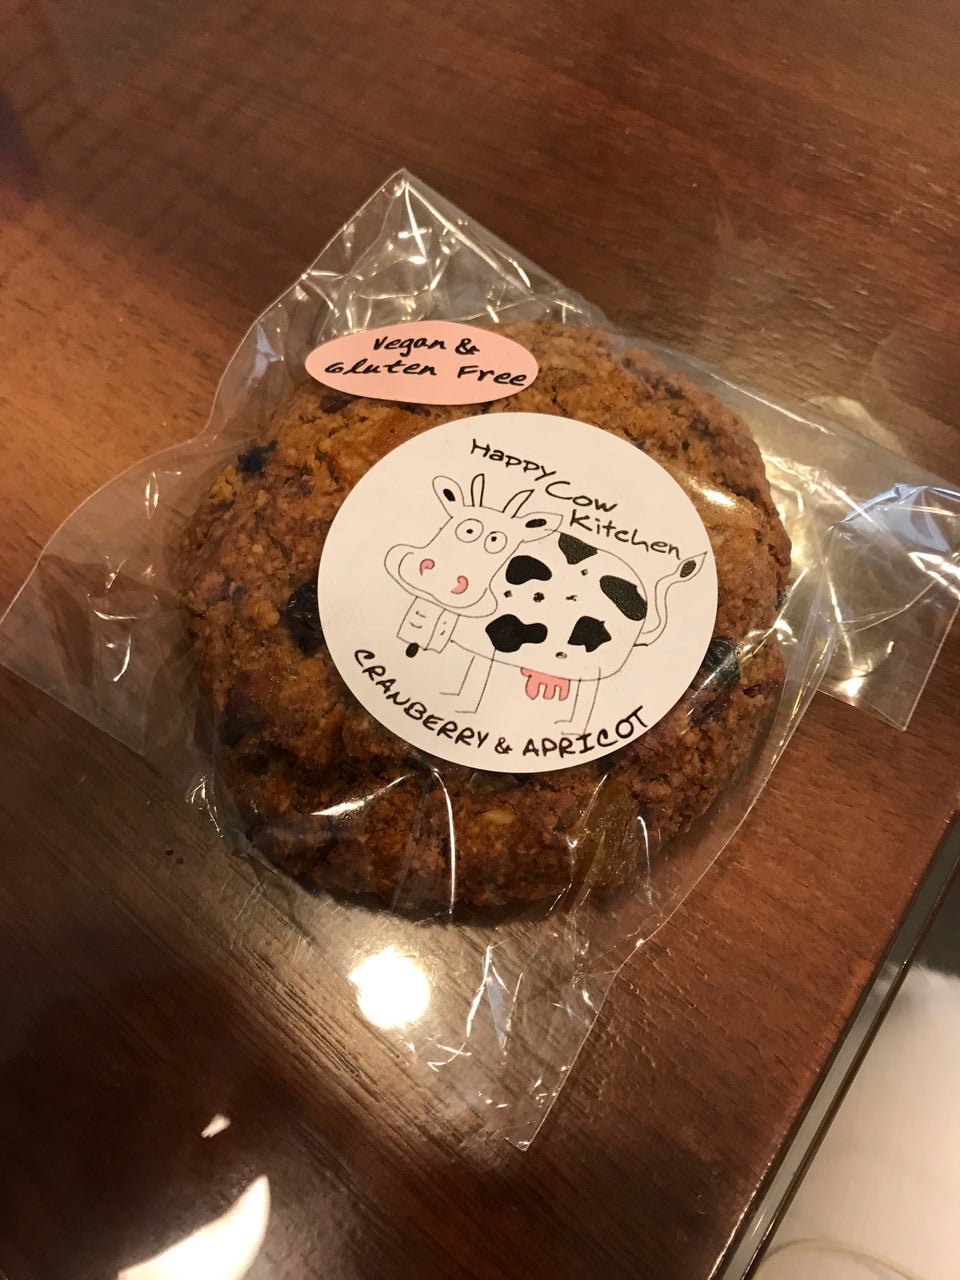 Vegan &
Gluten Free
Happy Cow
Kitchen
CRANBERRY & APRICOT